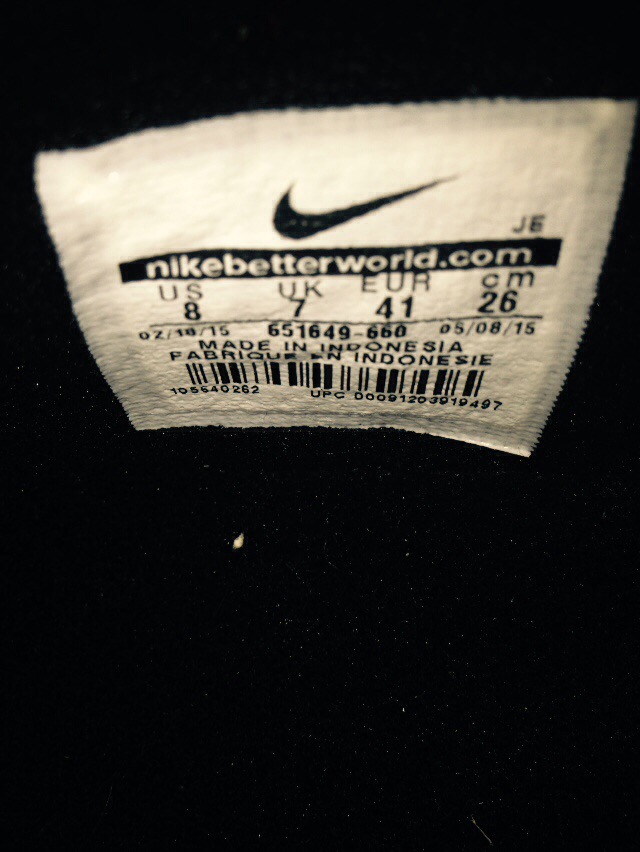 JE
nikebetterworld.com
US UK EUR cm
8 7 41 26
02/18/15 651649-660 05/08/15
MADE IN INDONESIA
FABRIQUE EN INDONESIE
105640262 UPC D0091203919497